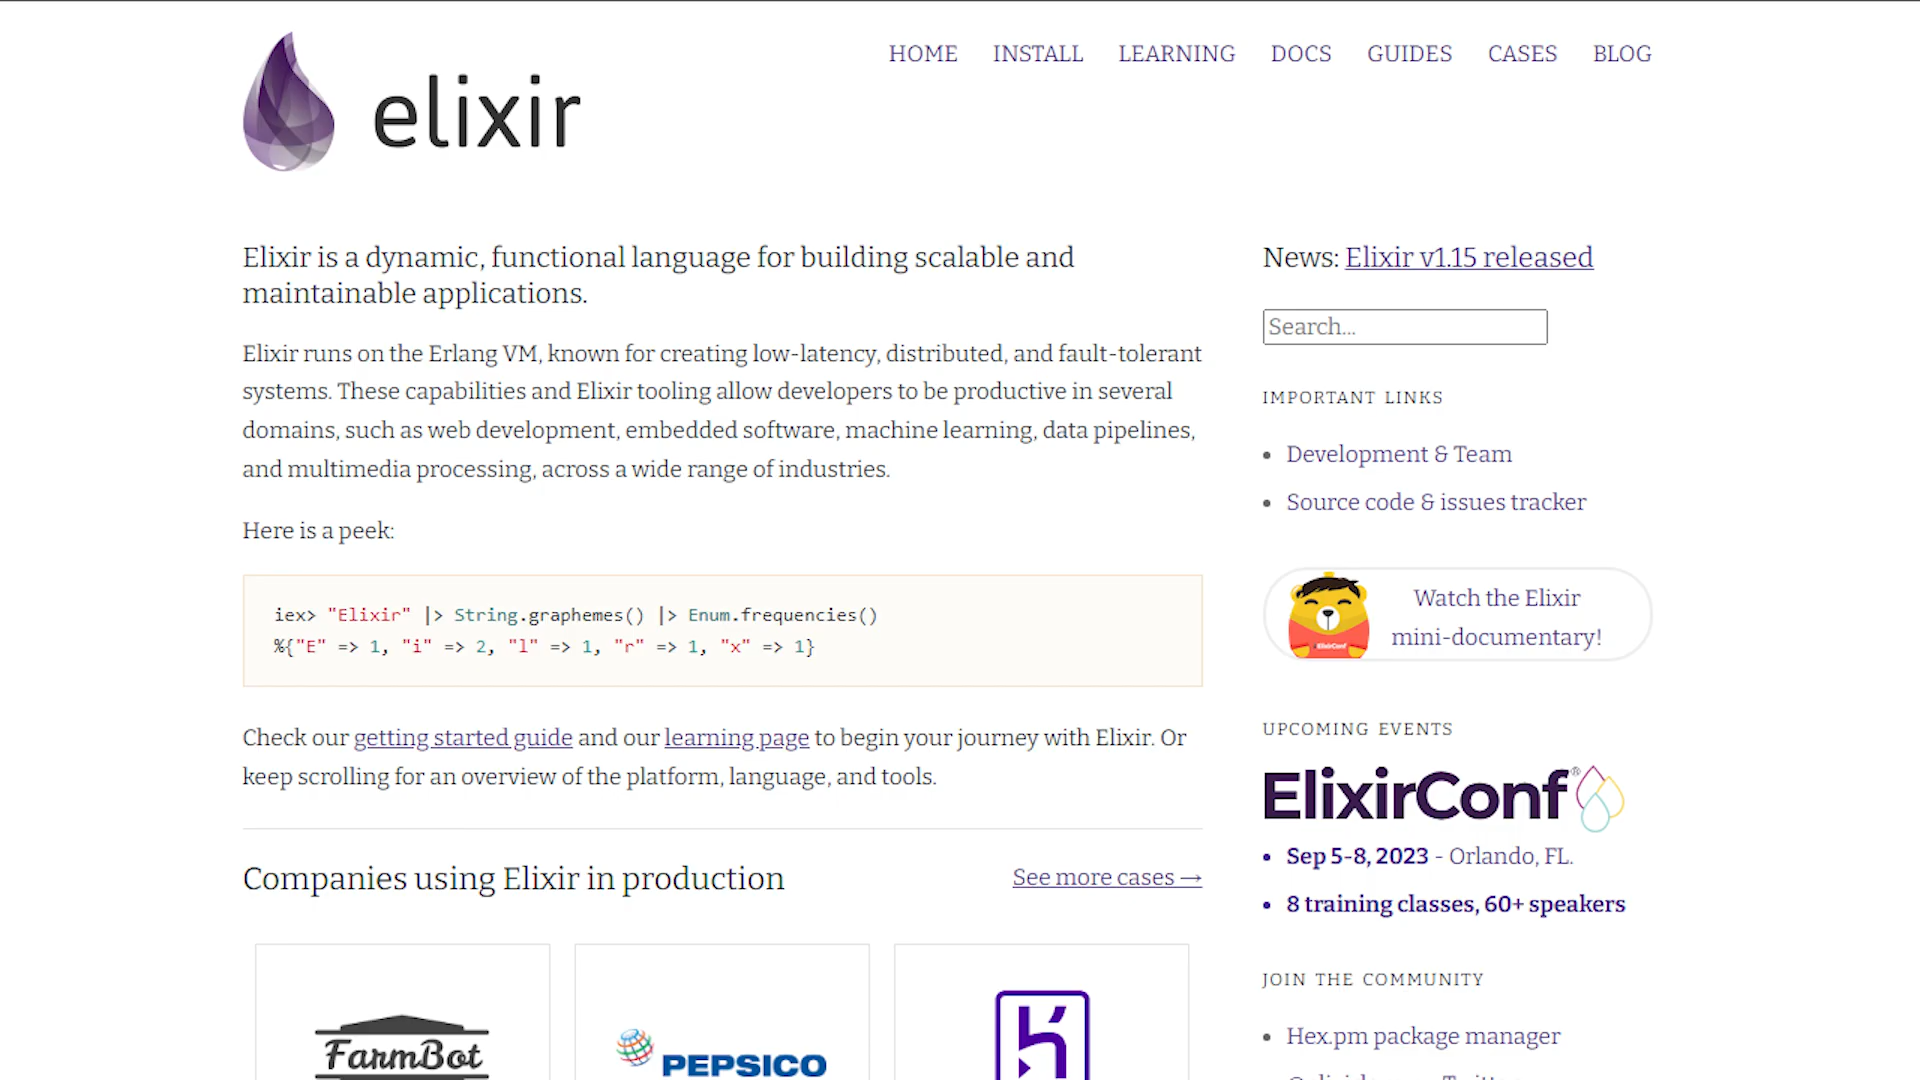 elixir
HOME INSTALL LEARNING DOCS GUIDES CASES BLOG
Elixir is a dynamic, functional language for building scalable and
maintainable applications.
Elixir runs on the Erlang VM, known for creating low-latency, distributed, and fault-tolerant
systems. These capabilities and Elixir tooling allow developers to be productive in several
domains, such as web development, embedded software, machine learning, data pipelines,
and multimedia processing, across a wide range of industries.
Here is a peek:
iex> "Elixir" |> String.graphemes() |> Enum.frequencies()
%{"E" => 1, "i" => 2, "l" => 1, "r" => 1, "x" => 1}
Check our getting started guide and our learning page to begin your journey with Elixir. Or
keep scrolling for an overview of the platform, language, and tools.
Companies using Elixir in production
See more cases →
FarmBot
PEPSICO
News: Elixir v1.15 released
Search...
IMPORTANT LINKS
• Development & Team
• Source code & issues tracker
ElixirConf
Watch the Elixir
mini-documentary!
UPCOMING EVENTS
ElixirConf®
• Sep 5-8, 2023 - Orlando, FL.
• 8 training classes, 60+ speakers
JOIN THE COMMUNITY
• Hex.pm package manager